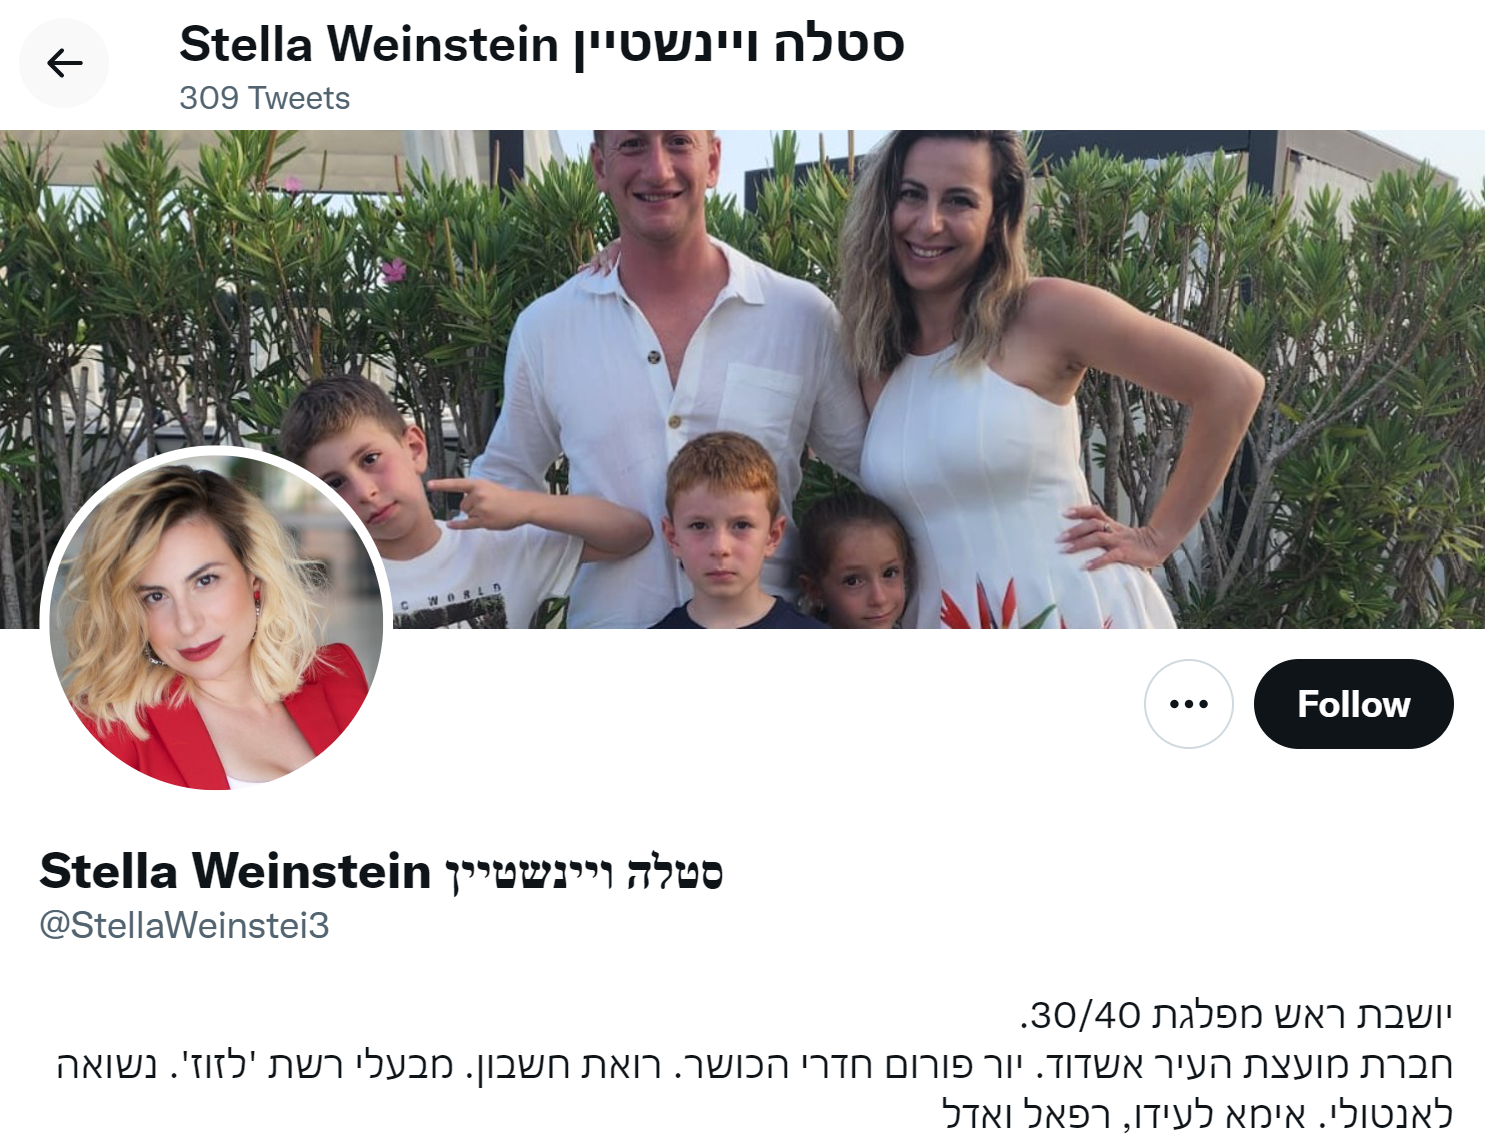 Stella Weinstein סטלה ויינשטיין
309 Tweets
C WORLD
Follow
Stella Weinstein סטלה ויינשטיין
@StellaWeinstei3
יושבת ראש מפלגת 30/40.
חברת מועצת העיר אשדוד. יור פורום חדרי הכושר. רואת חשבון. מבעלי רשת 'לזוז'. נשואה
לאנטולי. אימא לעידו, רפאל ואדל